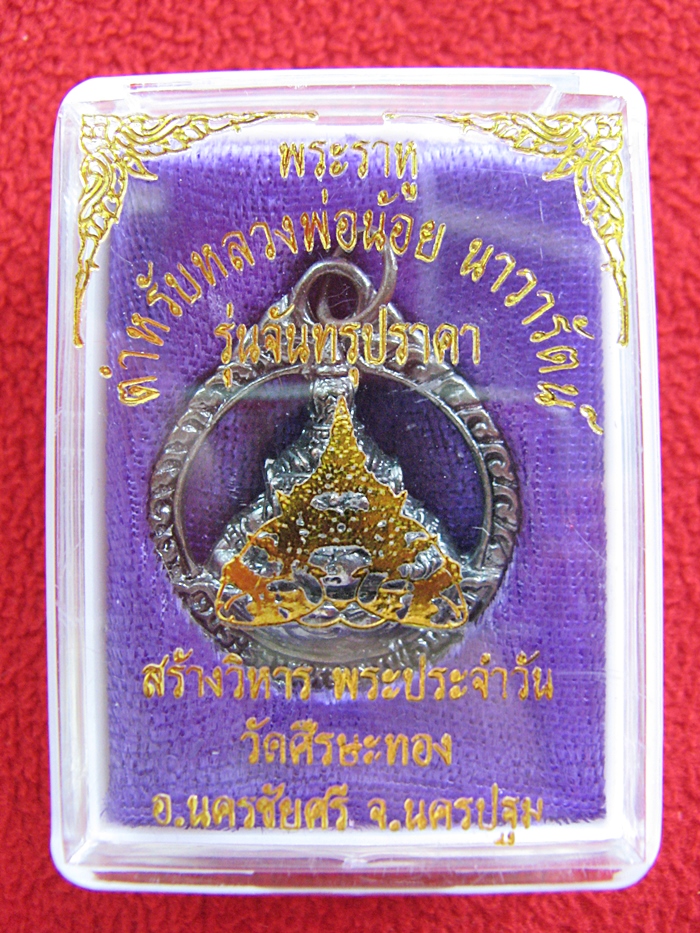 พระราหู
ตำหรับหลวงพ่อน้อย นาวารัตน์
รุ่นจันทรุปราคา
สร้างวิหาร พระประจำวัน
วัดศีรษะทอง
อ.นครชัยศรี จ.นครปฐม